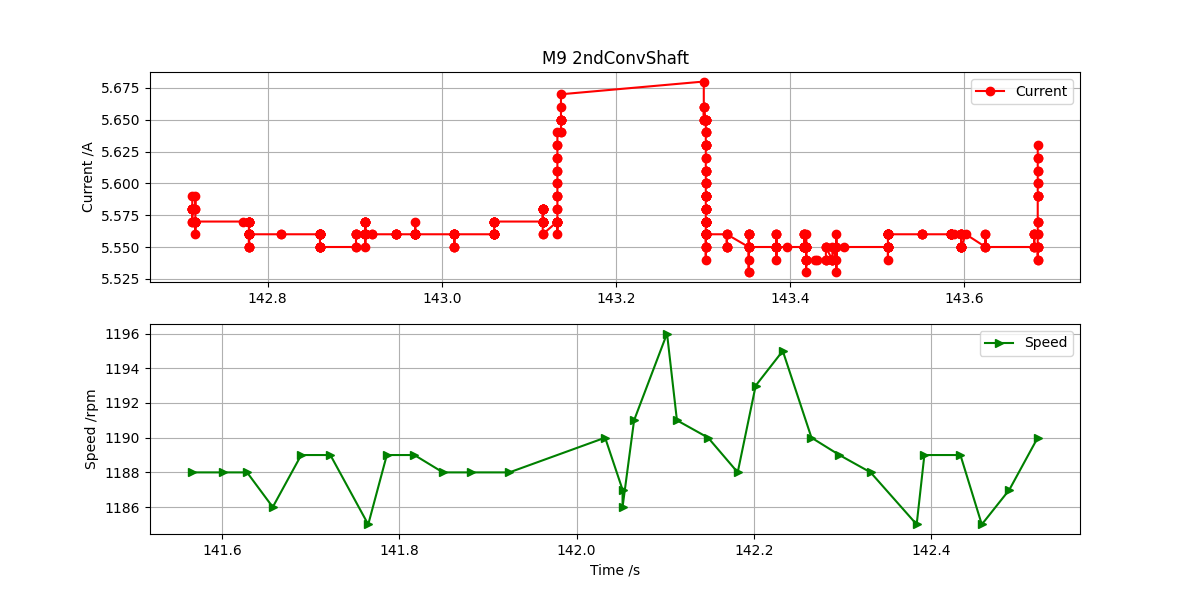 M9 2ndConvShaft
5.675
5.650
5.625
5.600
5.575
5.550
5.525
Current /A
Current
142.8 143.0 143.2 143.4 143.6
1196
1194
1192
1190
1188
1186
Speed /rpm
Speed
141.6 141.8 142.0 142.2 142.4
Time /s